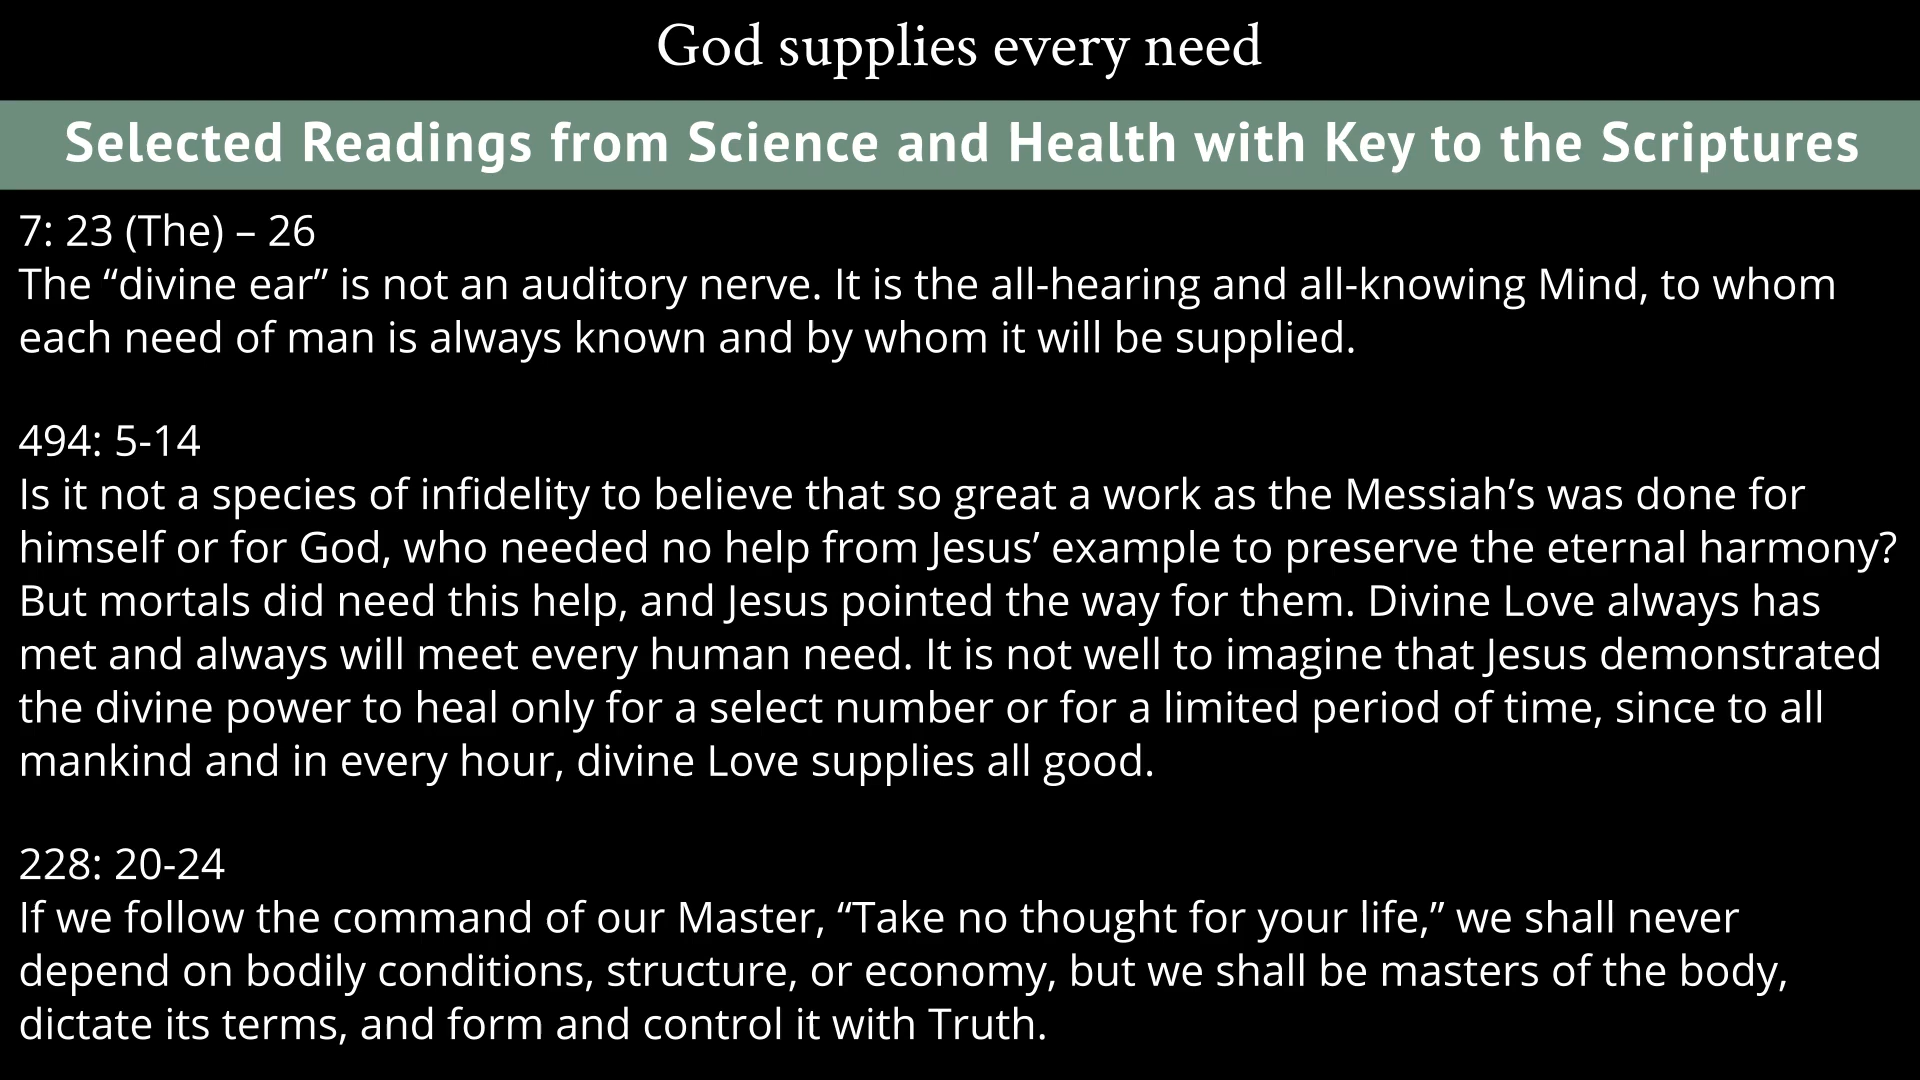 God supplies every need
Selected Readings from Science and Health with Key to the Scriptures
7: 23 (The) – 26
The “divine ear” is not an auditory nerve. It is the all-hearing and all-knowing Mind, to whom
each need of man is always known and by whom it will be supplied.
494: 5-14
Is it not a species of infidelity to believe that so great a work as the Messiah’s was done for
himself or for God, who needed no help from Jesus’ example to preserve the eternal harmony?
But mortals did need this help, and Jesus pointed the way for them. Divine Love always has
met and always will meet every human need. It is not well to imagine that Jesus demonstrated
the divine power to heal only for a select number or for a limited period of time, since to all
mankind and in every hour, divine Love supplies all good.
228: 20-24
If we follow the command of our Master, “Take no thought for your life,” we shall never
depend on bodily conditions, structure, or economy, but we shall be masters of the body,
dictate its terms, and form and control it with Truth.